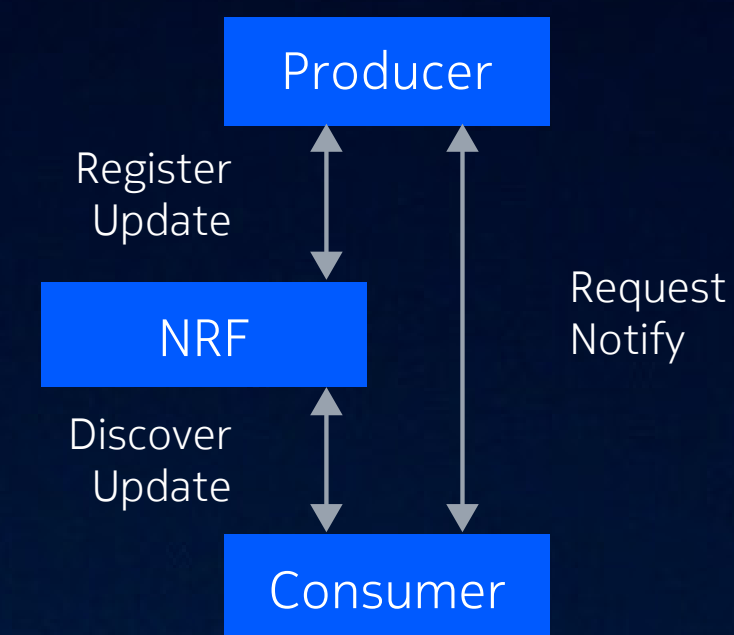 Producer
Register
Update
NRF
Request
Notify
Discover
Update
Consumer